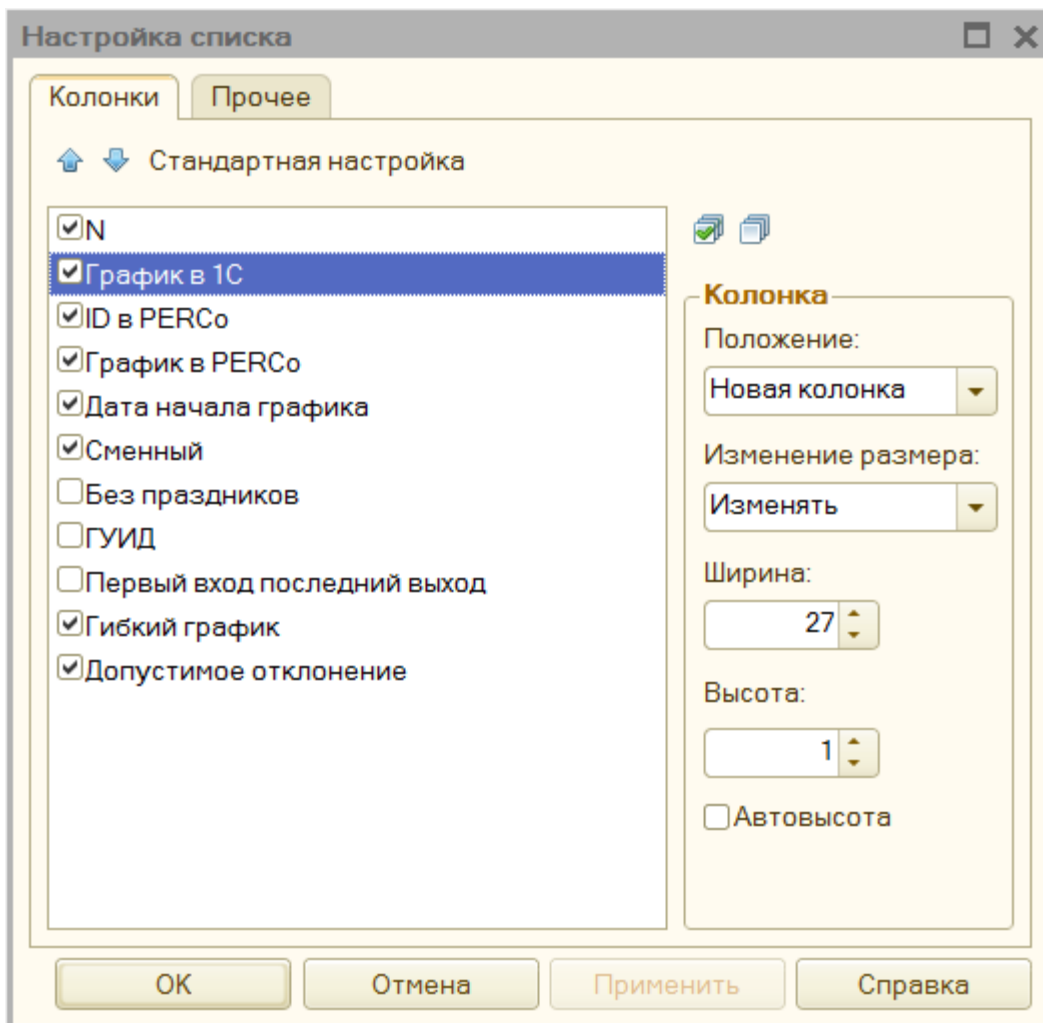 Настройка списка
Колонки
Прочее
Стандартная настройка
N
График в 1С
ID в PERCo
График в PERCo
Дата начала графика
Сменный
Без праздников
ГУИД
Первый вход последний выход
Гибкий график
Допустимое отклонение
Колонка
Положение:
Новая колонка
Изменение размера:
Изменять
Ширина:
27
Высота:
1
Автовысота
OK
Отмена
Применить
Справка